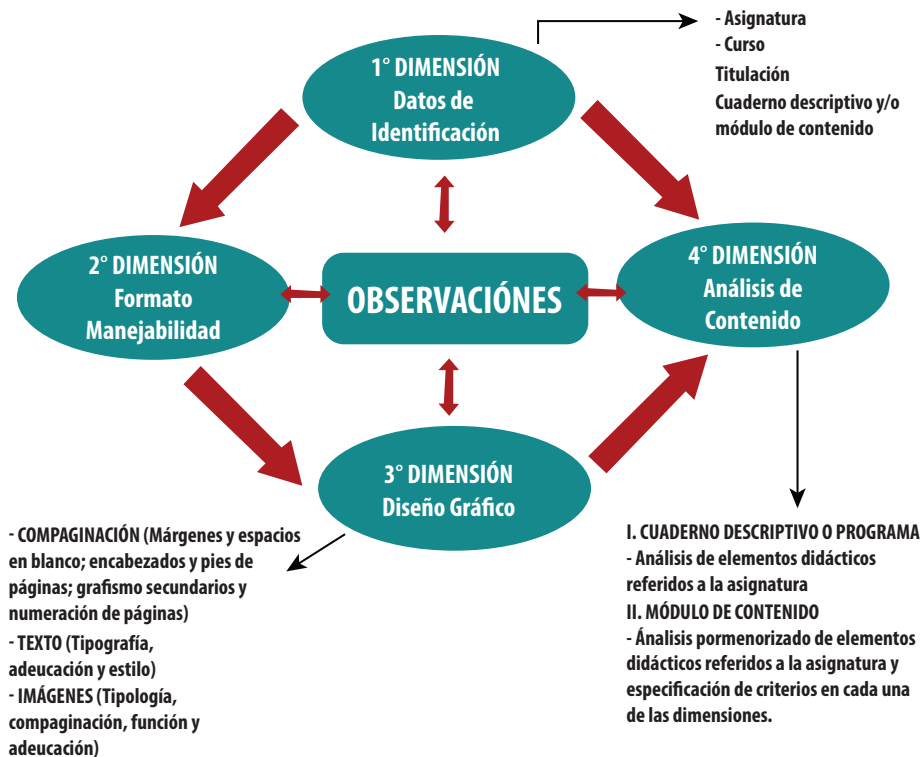 1° DIMENSIÓN
Datos de
Identificación
- Asignatura
- Curso
Titulación
Cuaderno descriptivo y/o
módulo de contenido
2° DIMENSIÓN
Formato
Manejabilidad
OBSERVACIÓNES
4° DIMENSIÓN
Análisis de
Contenido
3° DIMENSIÓN
Diseño Gráfico
- COMPAGINACIÓN (Márgenes y espacios
en blanco; encabezados y pies de
páginas; grafismo secundarios y
numeración de páginas)
- TEXTO (Tipografía,
adeucación y estilo)
- IMÁGENES (Tipología,
compaginación, función y
adeucación)
I. CUADERNO DESCRIPTIVO O PROGRAMA
- Análisis de elementos didácticos
referidos a la asignatura
II. MÓDULO DE CONTENIDO
- Ánalisis pormenorizado de elementos
didácticos referidos a la asignatura y
especificación de criterios en cada una
de las dimensiones.